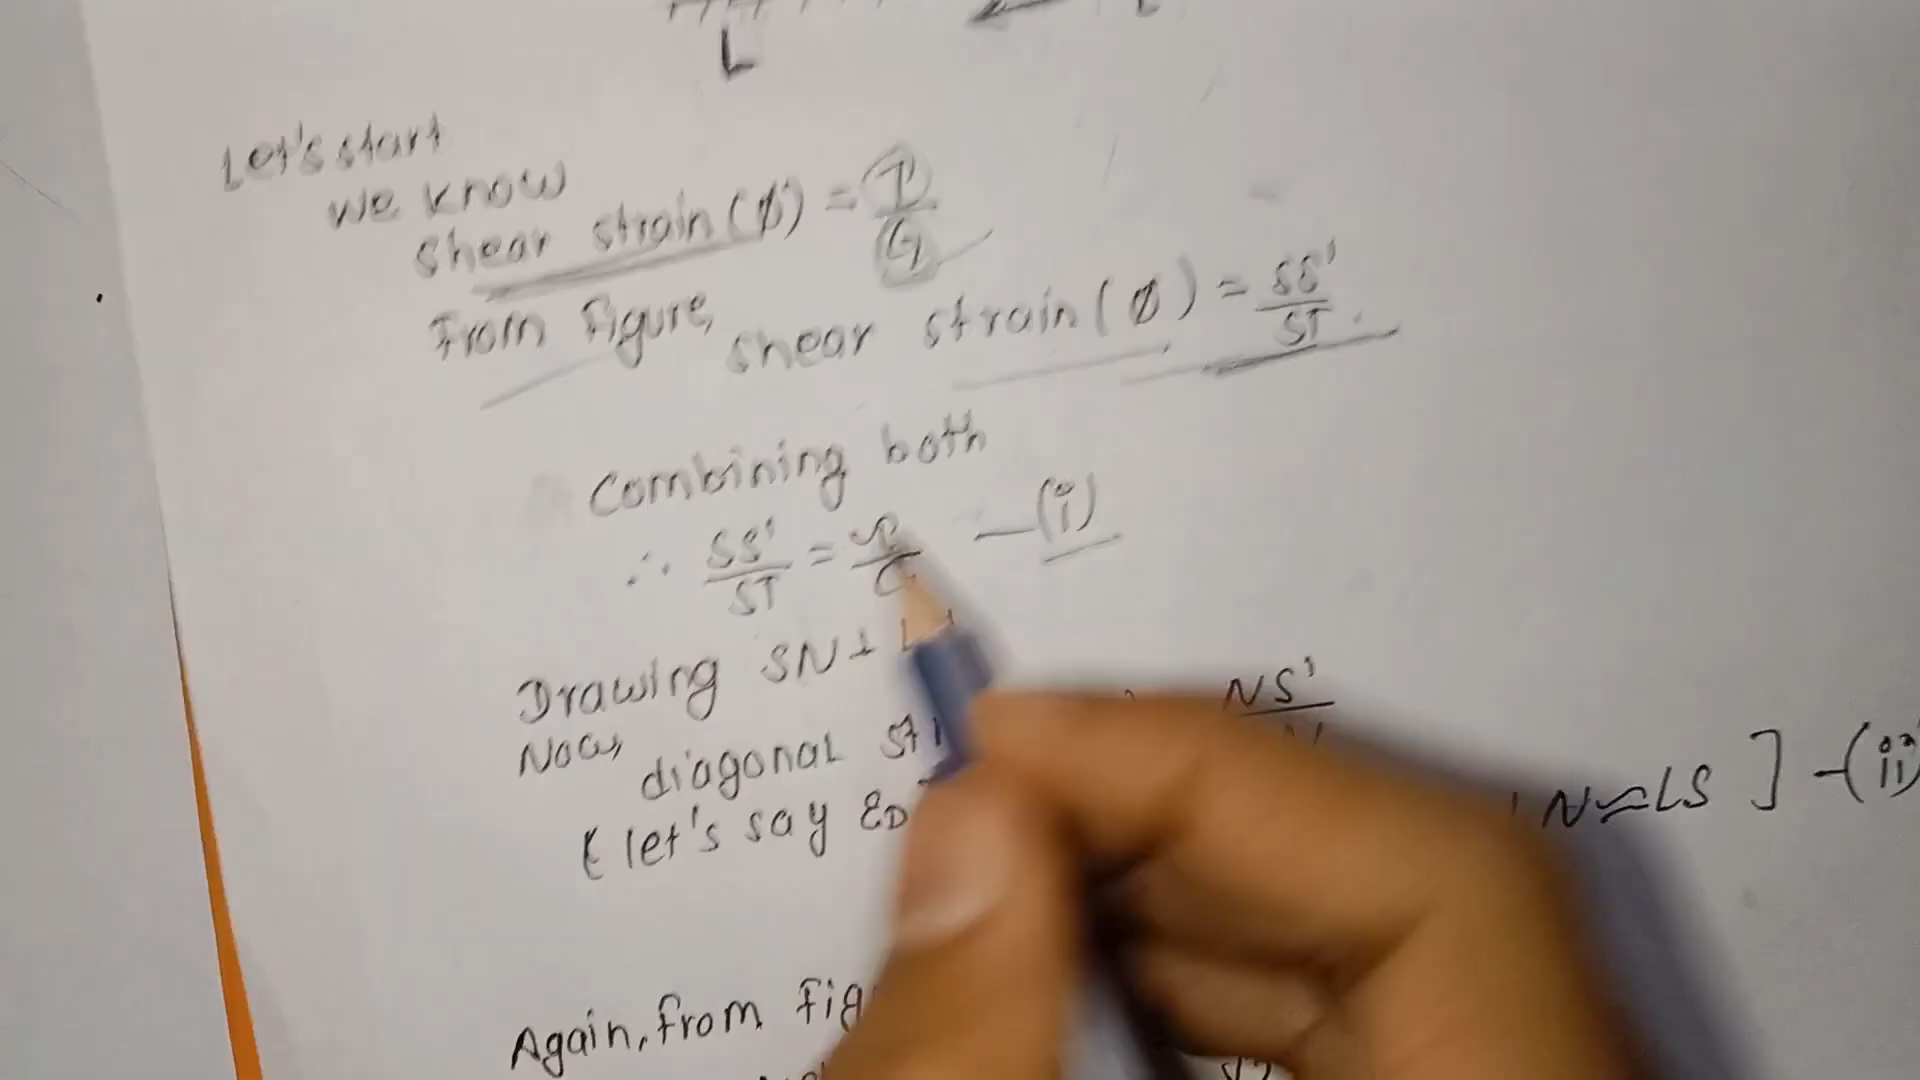 L
Let's start
we know
shear strain (ϕ) = τ/G
From figure, shear strain (ϕ) = SS'/ST.
Combining both
∴ SS'/ST = τ/G —(i)
Drawing SN ⊥
Now,
diagonal NS'
(let's say ε_D N≈LS ] —(ii)
Again, from